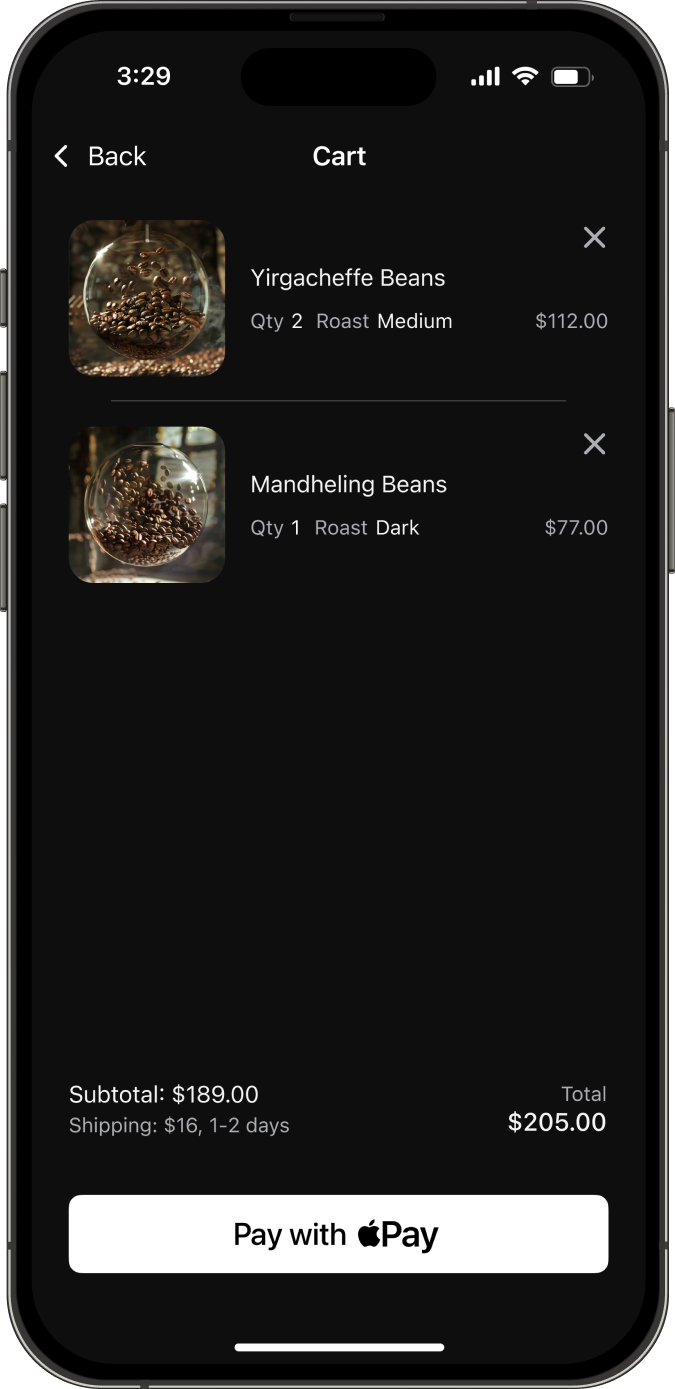 3:29
Back
Cart
Yirgacheffe Beans
Qty 2 Roast Medium $112.00
Mandheling Beans
Qty 1 Roast Dark $77.00
Subtotal: $189.00
Total
Shipping: $16, 1-2 days
$205.00
Pay with Pay